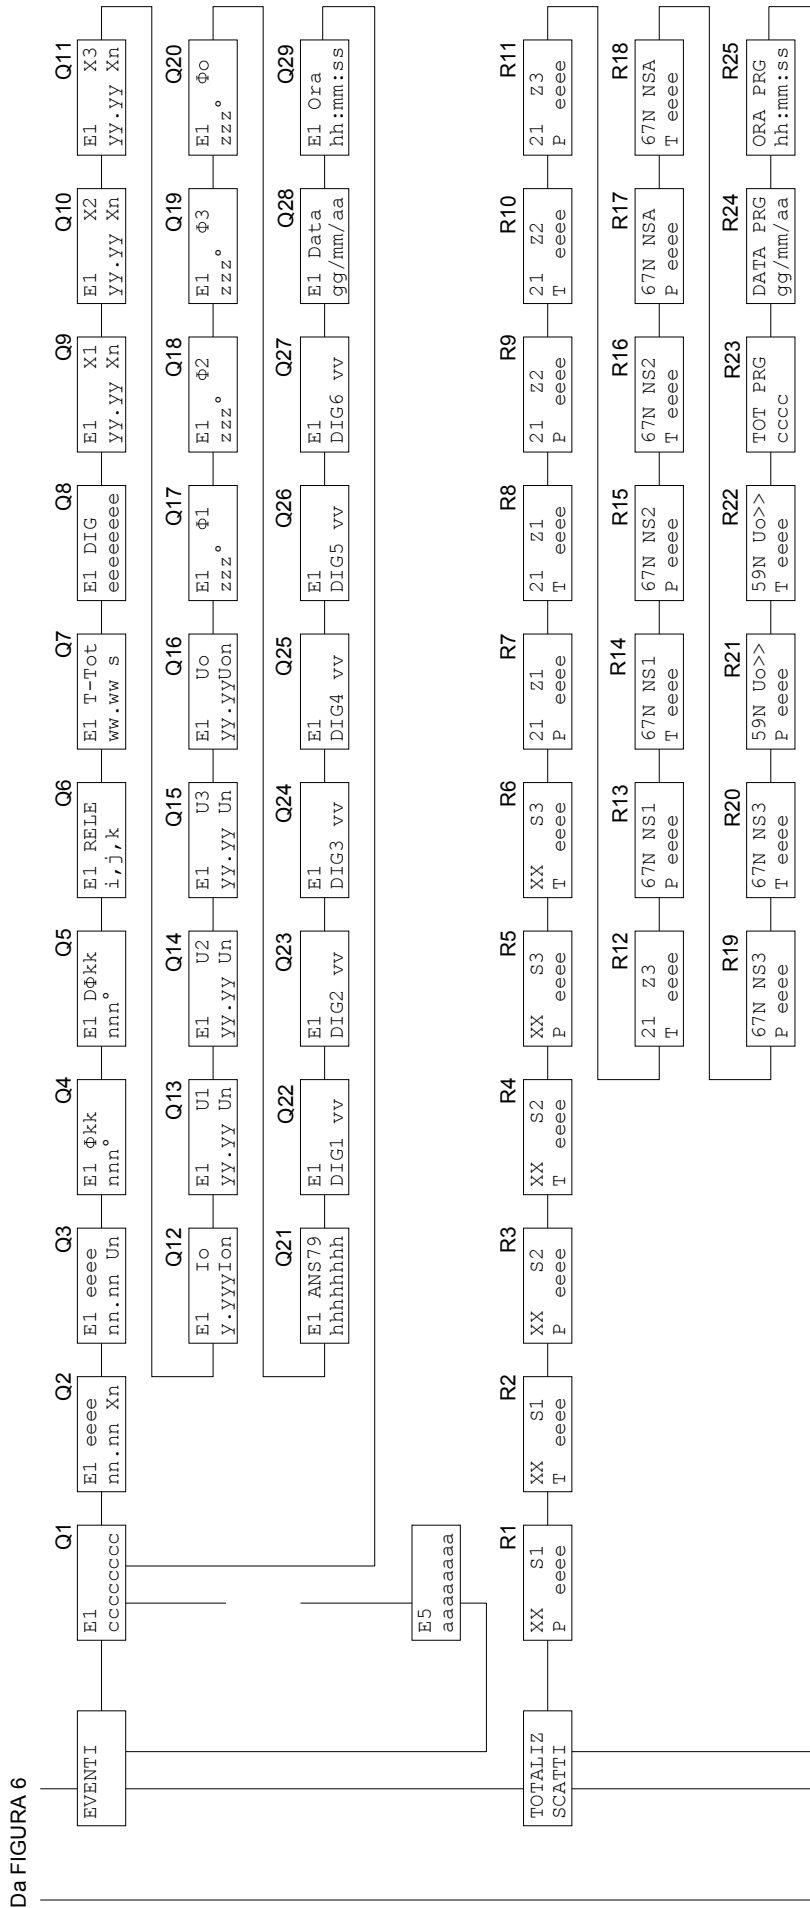 Da FIGURA 6
EVENTI
Q1
E1
cccccccc
Q2
E1 eeee
nn.nn Xn
Q3
E1 eeee
nn.nn Un
Q4
E1 Φkk
nnn°
Q5
E1 DΦkk
nnn°
Q6
E1 RELE
i,j,k
Q7
E1 T-Tot
ww.ww s
Q8
E1 DIG
eeeeeeeee
Q9
E1 X1
yy.yy Xn
Q10
E1 X2
yy.yy Xn
Q11
E1 X3
yy.yy Xn
Q12
E1 Io
y.yyyIon
Q13
E1 U1
yy.yy Un
Q14
E1 U2
yy.yy Un
Q15
E1 U3
yy.yy Un
Q16
E1 Uo
yy.yyUon
Q17
E1 Φ1
zzz°
Q18
E1 Φ2
zzz°
Q19
E1 Φ3
zzz°
Q20
E1 Φo
zzz°
Q21
E1 ANS79
hhhhhhhh
Q22
E1
DIG1 vv
Q23
E1
DIG2 vv
Q24
E1
DIG3 vv
Q25
E1
DIG4 vv
Q26
E1
DIG5 vv
Q27
E1
DIG6 vv
Q28
E1 Data
gg/mm/aa
Q29
E1 Ora
hh:mm:ss
E5
aaaaaaaa
TOTALIZ
SCATTI
R1
XX S1
P eeee
R2
XX S1
T eeee
R3
XX S2
P eeee
R4
XX S2
T eeee
R5
XX S3
P eeee
R6
XX S3
T eeee
R7
21 Z1
P eeee
R8
21 Z1
T eeee
R9
21 Z2
P eeee
R10
21 Z2
T eeee
R11
21 Z3
P eeee
R12
21 Z3
T eeee
R13
67N NS1
P eeee
R14
67N NS1
T eeee
R15
67N NS2
P eeee
R16
67N NS2
T eeee
R17
67N NSA
P eeee
R18
67N NSA
T eeee
R19
67N NS3
P eeee
R20
67N NS3
T eeee
R21
59N Uo>>
P eeee
R22
59N Uo>>
T eeee
R23
TOT PRG
cccc
R24
DATA PRG
gg/mm/aa
R25
ORA PRG
hh:mm:ss